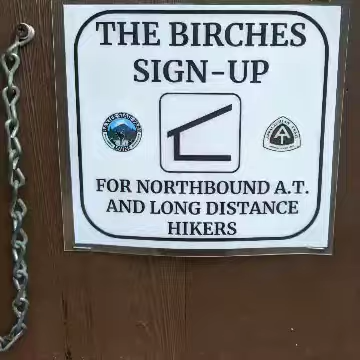 THE BIRCHES
SIGN-UP
FOR NORTHBOUND A.T.
AND LONG DISTANCE
HIKERS